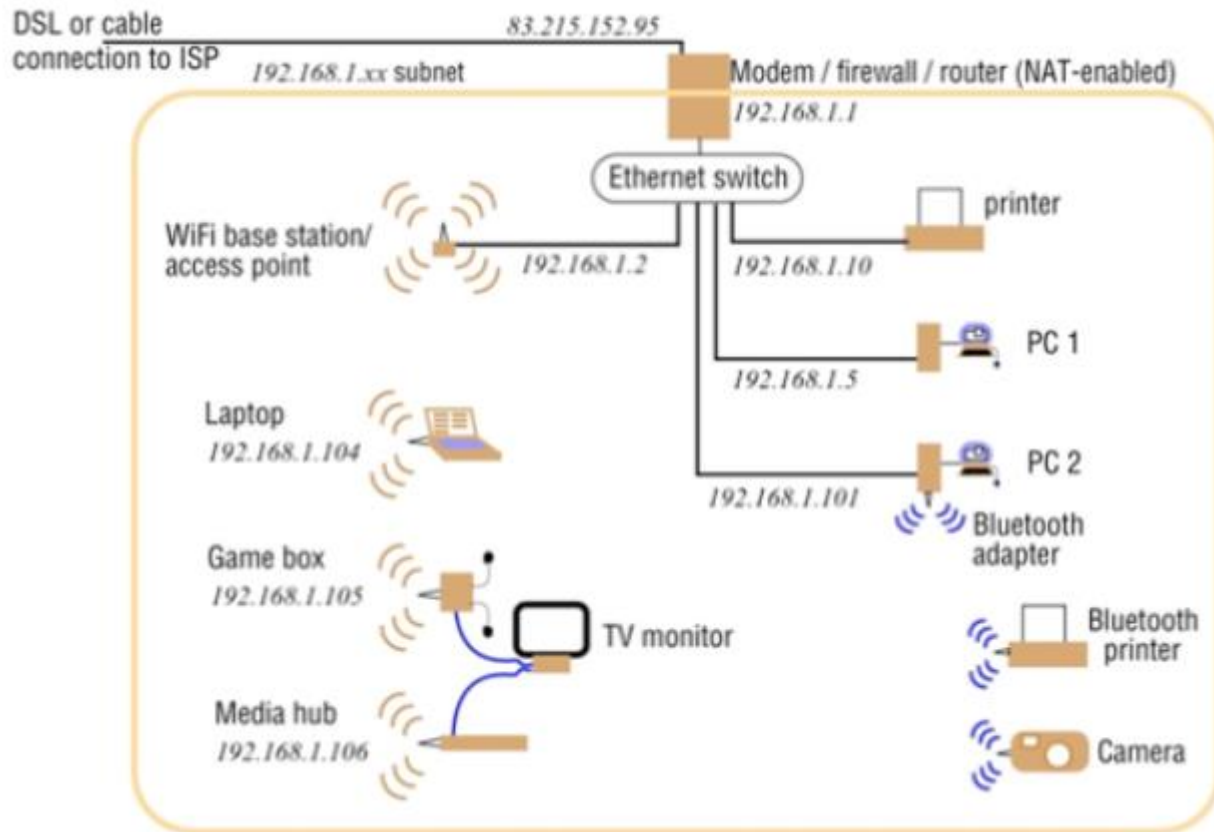 DSL or cable
connection to ISP
83.215.152.95
192.168.1.xx subnet
Modem / firewall / router (NAT-enabled)
192.168.1.1
Ethernet switch
printer
WiFi base station/
access point
192.168.1.2
192.168.1.10
PC 1
192.168.1.5
Laptop
192.168.1.104
PC 2
192.168.1.101
Bluetooth
adapter
Game box
192.168.1.105
TV monitor
Bluetooth
printer
Media hub
192.168.1.106
Camera